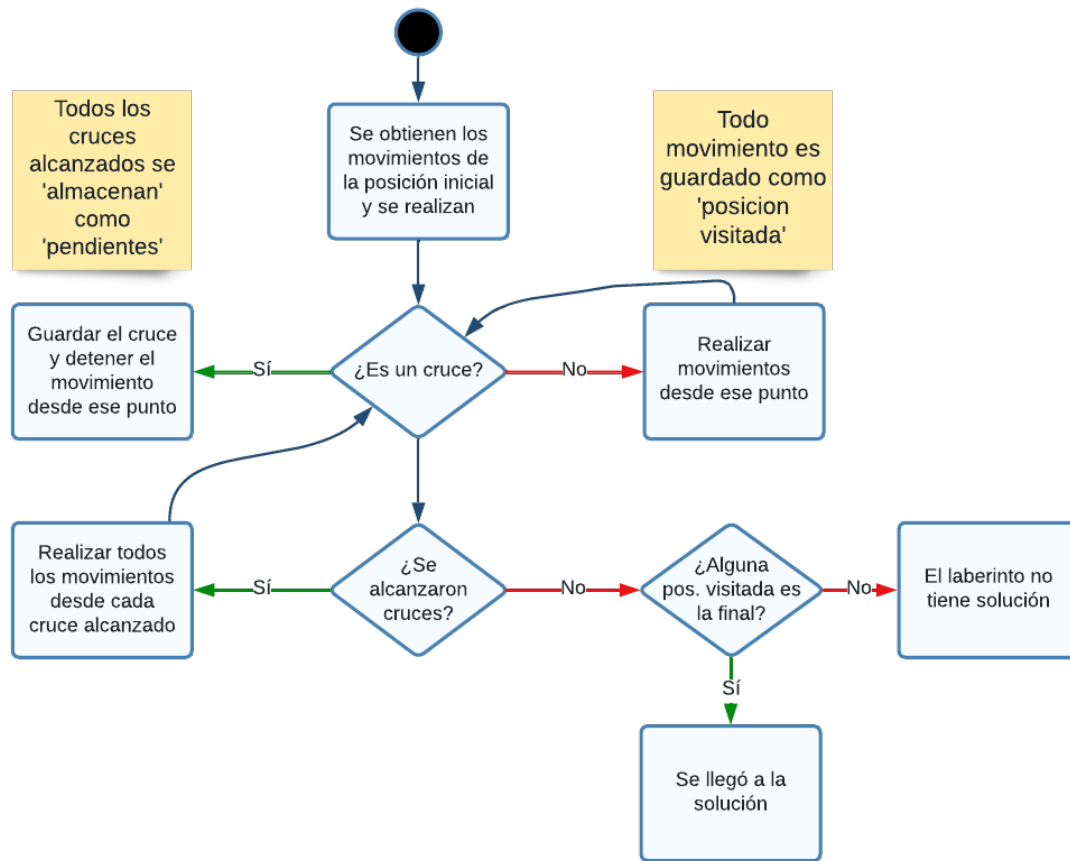 Todos los
cruces
alcanzados se
'almacenan'
como
'pendientes'
Se obtienen los
movimientos de
la posición inicial
y se realizan
Todo
movimiento es
guardado como
'posicion
visitada'
Guardar el cruce
y detener el
movimiento
desde ese punto
Sí
¿Es un cruce?
No
Realizar
movimientos
desde ese punto
Realizar todos
los movimientos
desde cada
cruce alcanzado
Sí
¿Se
alcanzaron
cruces?
No
¿Alguna
pos. visitada es
la final?
No
El laberinto no
tiene solución
Sí
Se llegó a la
solución